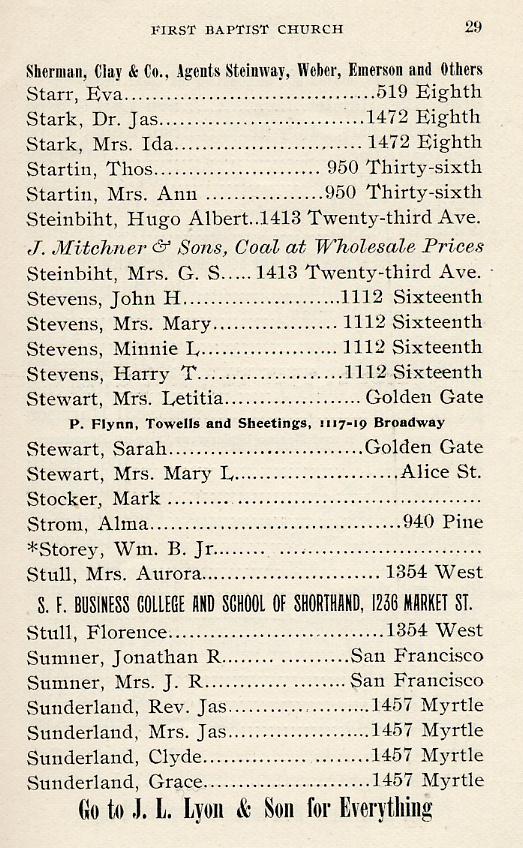 FIRST BAPTIST CHURCH 29
Sherman, Clay & Co., Agents Steinway, Weber, Emerson and Others
Starr, Eva....................................519 Eighth
Stark, Dr. Jas.............................1472 Eighth
Stark, Mrs. Ida........................... 1472 Eighth
Startin, Thos........................ 950 Thirty-sixth
Startin, Mrs. Ann .................950 Thirty-sixth
Steinbiht, Hugo Albert..1413 Twenty-third Ave.
J. Mitchner & Sons, Coal at Wholesale Prices
Steinbiht, Mrs. G. S..... 1413 Twenty-third Ave.
Stevens, John H.......................1112 Sixteenth
Stevens, Mrs. Mary.................. 1112 Sixteenth
Stevens, Minnie L.................... 1112 Sixteenth
Stevens, Harry T.....................1112 Sixteenth
Stewart, Mrs. Letitia.................... Golden Gate
P. Flynn, Towells and Sheetings, 1117-19 Broadway
Stewart, Sarah............................Golden Gate
Stewart, Mrs. Mary L........................Alice St.
Stocker, Mark .............................................
Strom, Alma....................................940 Pine
*Storey, Wm. B. Jr....... .............................
Stull, Mrs. Aurora.......................... 1354 West
S. F. BUSINESS COLLEGE AND SCHOOL OF SHORTHAND, 1236 MARKET ST.
Stull, Florence...............................1354 West
Sumner, Jonathan R........ ..........San Francisco
Sumner, Mrs. J. R..................... San Francisco
Sunderland, Rev. Jas....................1457 Myrtle
Sunderland, Mrs. Jas....................1457 Myrtle
Sunderland, Clyde............... ........1457 Myrtle
Sunderland, Grace........................1457 Myrtle
Go to J. L. Lyon & Son for Everything